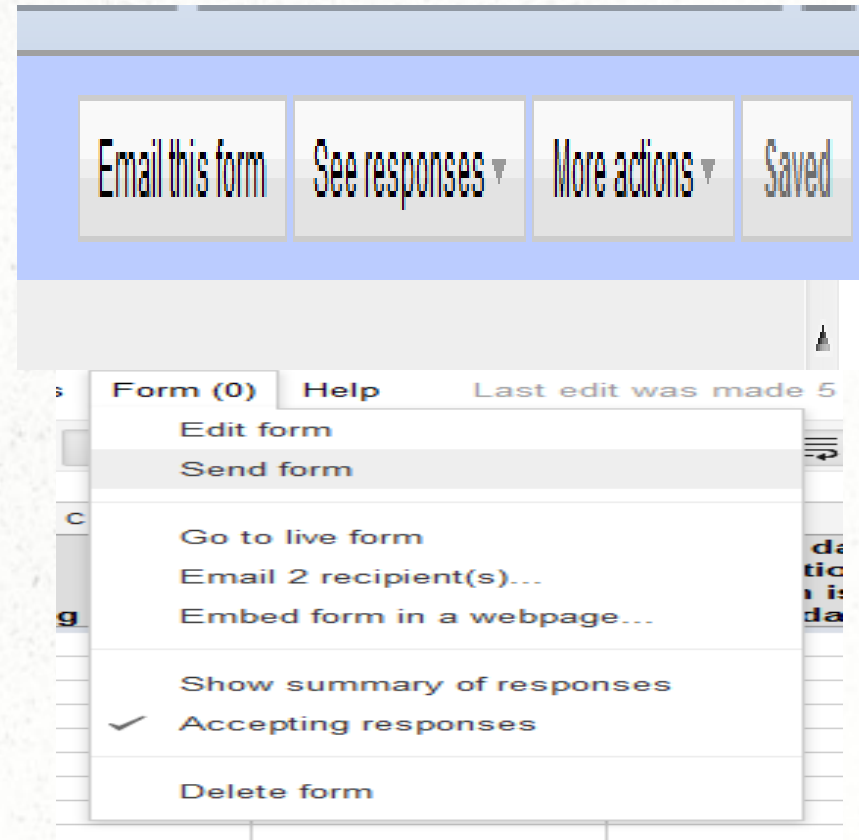 Email this form See responses More actions Saved
s Form (0) Help Last edit was made 5
Edit form
Send form
C
Go to live form
Email 2 recipient(s)...
Embed form in a webpage...
g
Show summary of responses
Accepting responses
Delete form